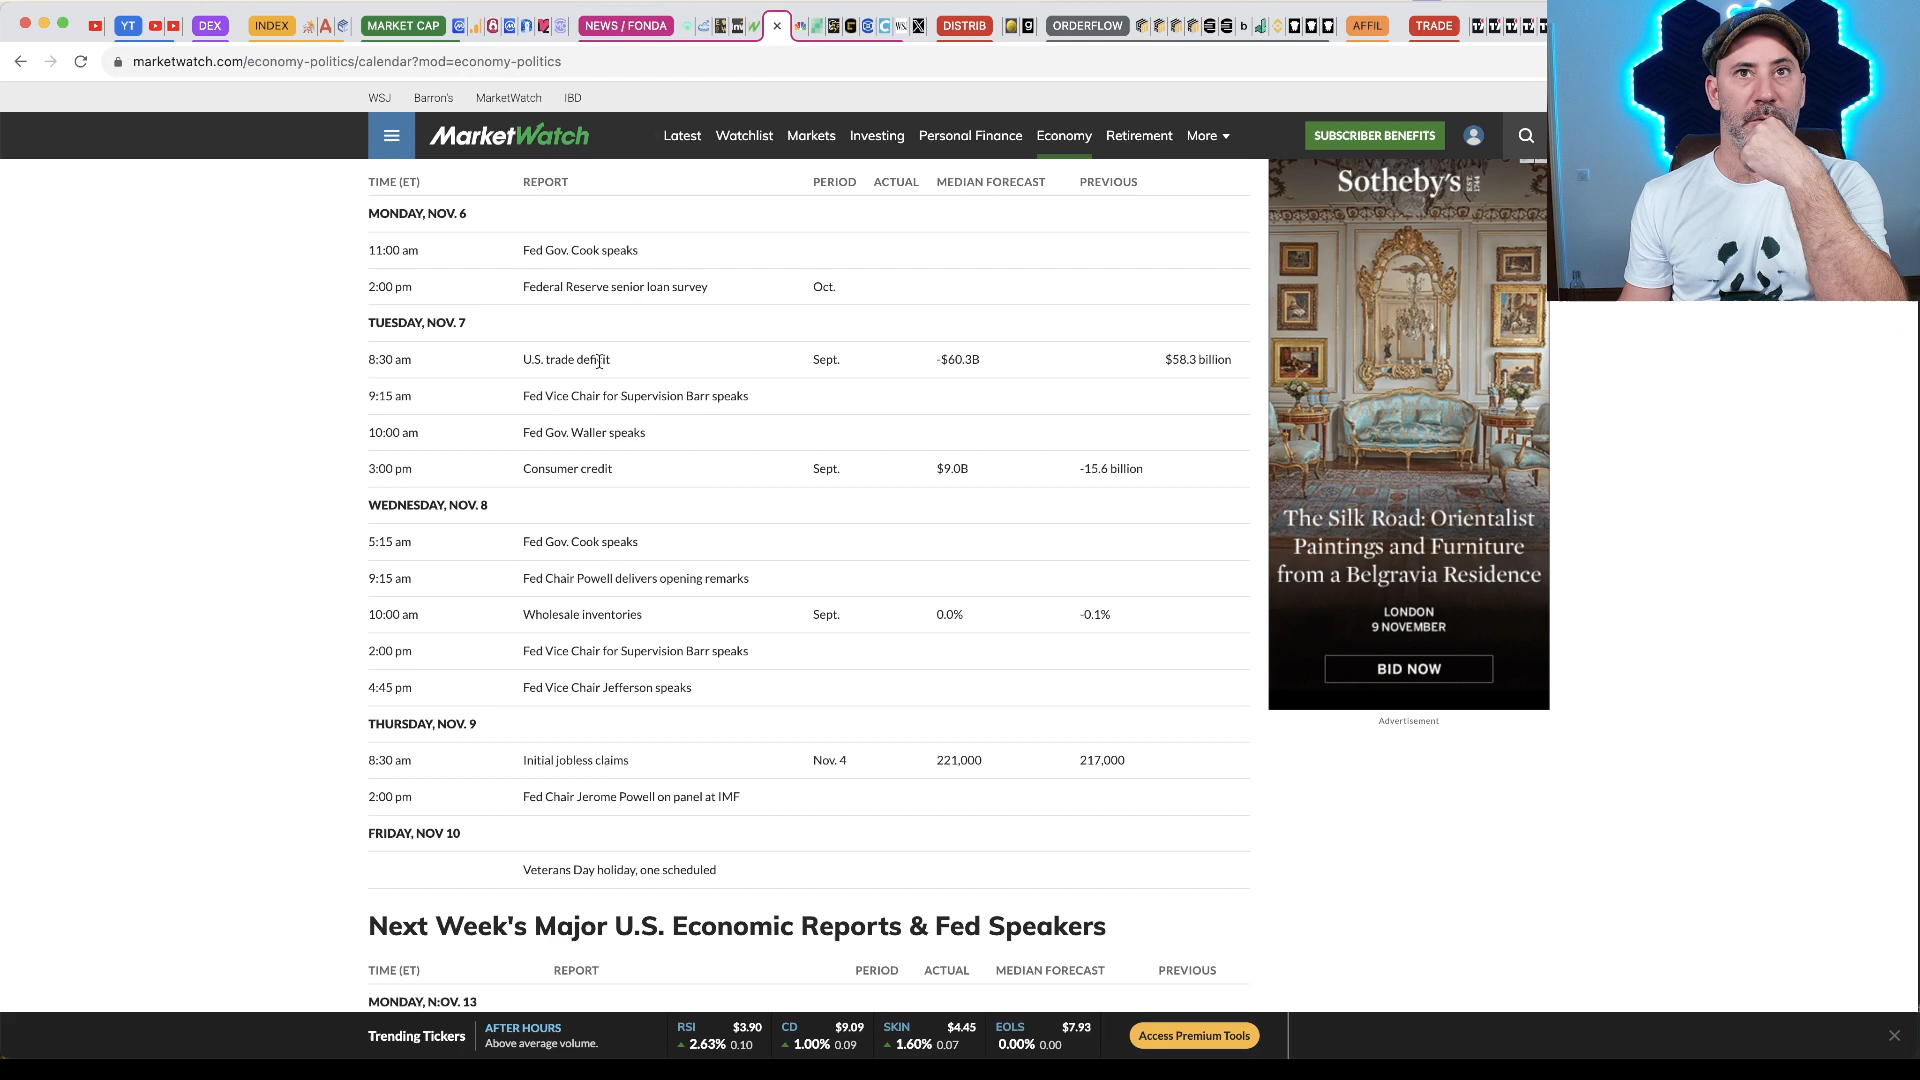 YT DEX INDEX MARKET CAP NEWS / FONDA DISTRIB ORDERFLOW AFFIL TRADE
marketwatch.com/economy-politics/calendar?mod=economy-politics
WSJ Barron's MarketWatch IBD
MarketWatch Latest Watchlist Markets Investing Personal Finance Economy Retirement More SUBSCRIBER BENEFITS
TIME (ET) REPORT PERIOD ACTUAL MEDIAN FORECAST PREVIOUS
MONDAY, NOV. 6
11:00 am Fed Gov. Cook speaks
2:00 pm Federal Reserve senior loan survey Oct.
TUESDAY, NOV. 7
8:30 am U.S. trade deficit Sept. -$60.3B $58.3 billion
9:15 am Fed Vice Chair for Supervision Barr speaks
10:00 am Fed Gov. Waller speaks
3:00 pm Consumer credit Sept. $9.0B -15.6 billion
WEDNESDAY, NOV. 8
5:15 am Fed Gov. Cook speaks
9:15 am Fed Chair Powell delivers opening remarks
10:00 am Wholesale inventories Sept. 0.0% -0.1%
2:00 pm Fed Vice Chair for Supervision Barr speaks
4:45 pm Fed Vice Chair Jefferson speaks
THURSDAY, NOV. 9
8:30 am Initial jobless claims Nov. 4 221,000 217,000
2:00 pm Fed Chair Jerome Powell on panel at IMF
FRIDAY, NOV 10
Veterans Day holiday, one scheduled
Next Week's Major U.S. Economic Reports & Fed Speakers
TIME (ET) REPORT PERIOD ACTUAL MEDIAN FORECAST PREVIOUS
MONDAY, N:OV. 13
Sotheby's EST. 1744
The Silk Road: Orientalist
Paintings and Furniture
from a Belgravia Residence
LONDON
9 NOVEMBER
BID NOW
Advertisement
Trending Tickers
AFTER HOURS
Above average volume.
RSI $3.90
2.63% 0.10
CD $9.09
1.00% 0.09
SKIN $4.45
1.60% 0.07
EOLS $7.93
0.00% 0.00
Access Premium Tools